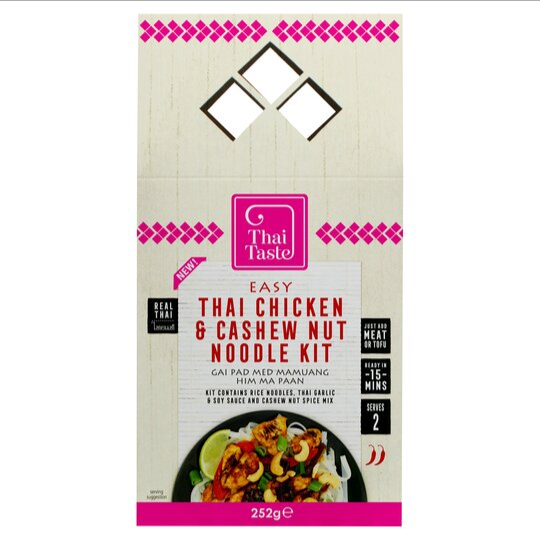 Thai
Taste
NEW!
EASY
THAI CHICKEN
& CASHEW NUT
NOODLE KIT
GAI PAD MED MAMUANG
HIM MA PAAN
KIT CONTAINS RICE NOODLES, THAI GARLIC
& SOY SAUCE AND CASHEW NUT SPICE MIX
REAL
THAI
JUST ADD
MEAT
OR TOFU
READY IN
-15-
MINS
SERVES
2
serving
suggestion
252g℮